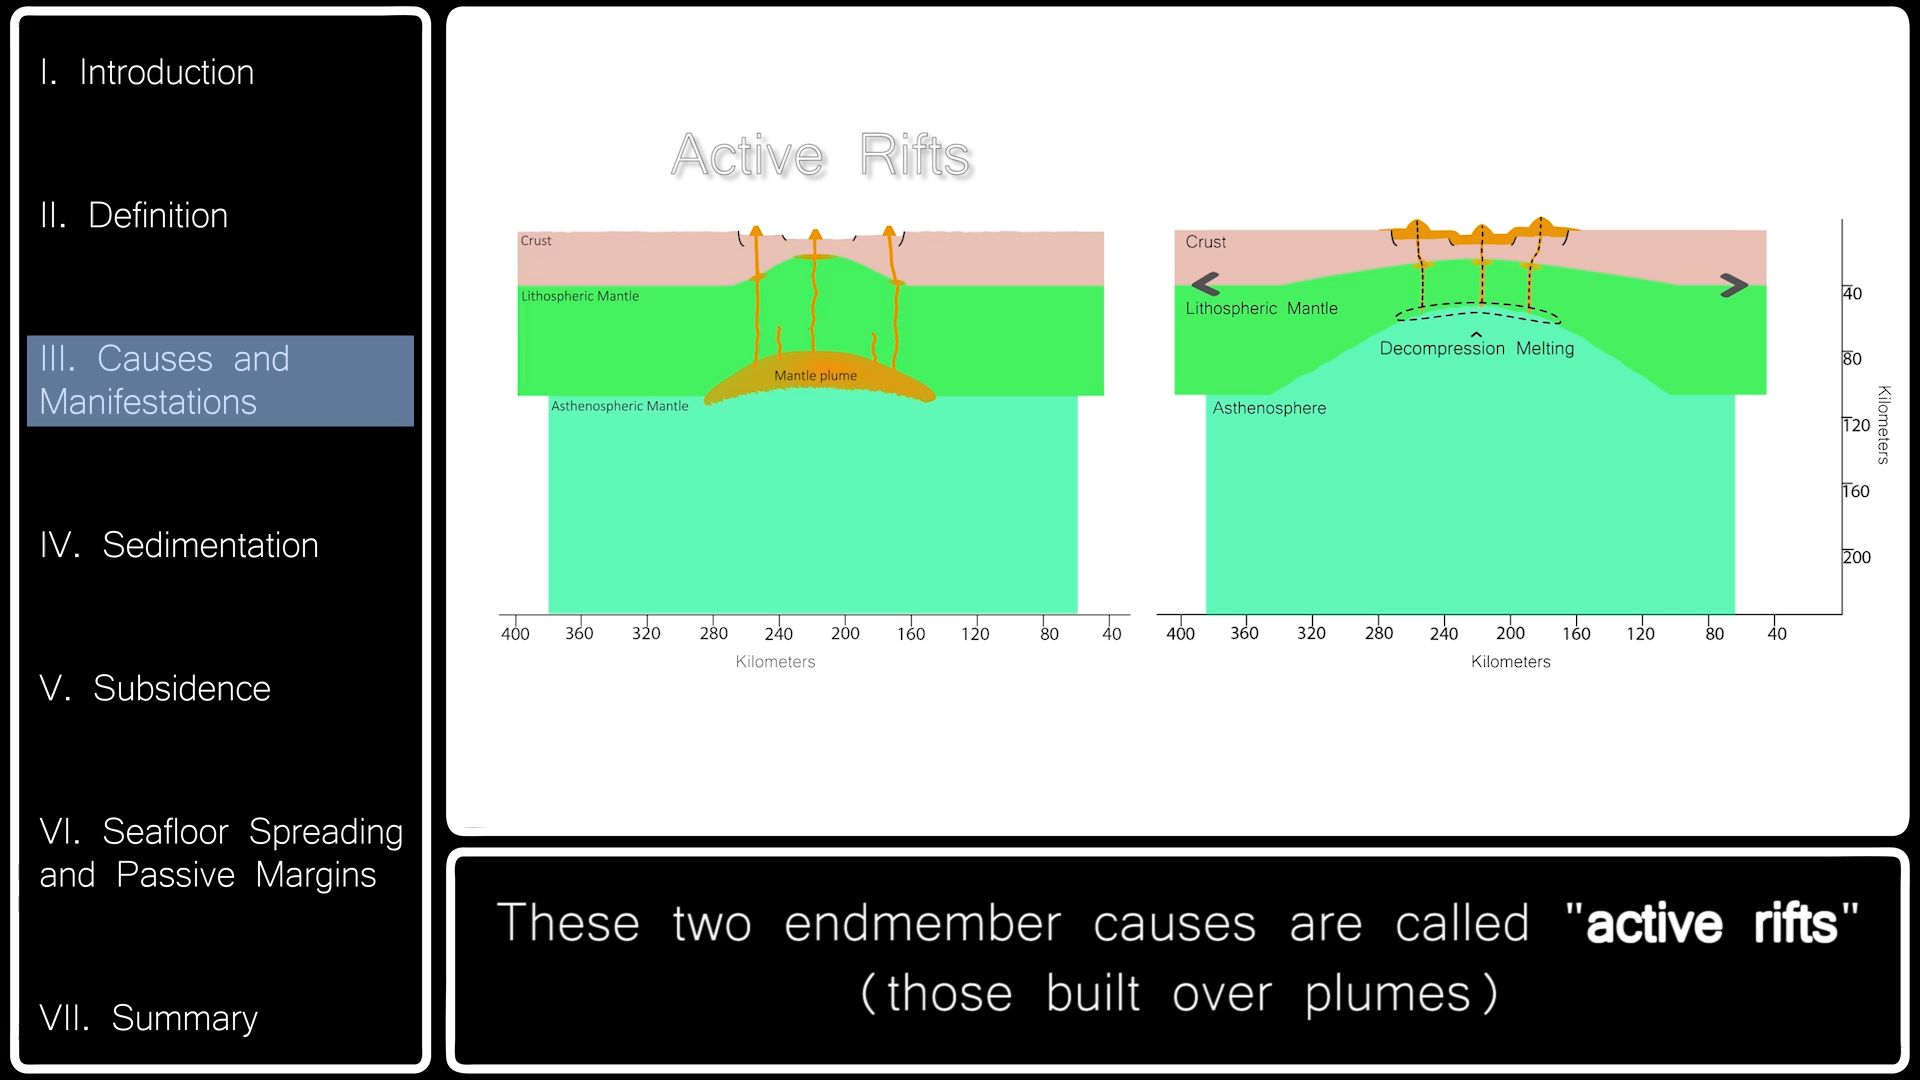 I. Introduction
II. Definition
III. Causes and
Manifestations
IV. Sedimentation
V. Subsidence
VI. Seafloor Spreading
and Passive Margins
VII. Summary
Active Rifts
Crust
Lithospheric Mantle
Mantle plume
Asthenospheric Mantle
400 360 320 280 240 200 160 120 80 40
Kilometers
Crust
Lithospheric Mantle
Decompression Melting
Asthenosphere
40
80
120
160
200
Kilometers
400 360 320 280 240 200 160 120 80 40
Kilometers
These two endmember causes are called "active rifts"
(those built over plumes)